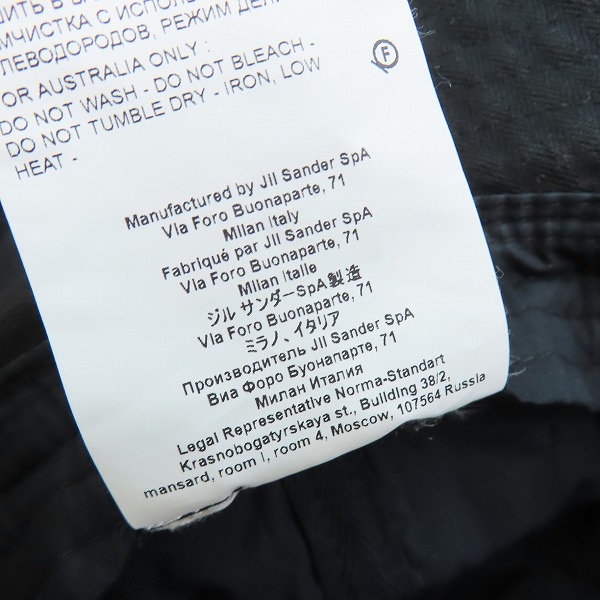 ШИТЬ В
МЧИСТКА С ИСПОЛЬ
ЛЕВОДОРОДОВ, РЕЖИМ ДЕЛ
OR AUSTRALIA ONLY :
DO NOT WASH - DO NOT BLEACH -
DO NOT TUMBLE DRY - IRON, LOW
HEAT -
F
Manufactured by Jil Sander SpA
Via Foro Buonaparte, 71
Milan Italy
Fabriqué par Jil Sander SpA
Via Foro Buonaparte, 71
Milan Italie
ジル サンダーSpA製造
Via Foro Buonaparte, 71
ミラノ、イタリア
Производитель Jil Sander SpA
Виа Форо Буонапарте, 71
Милан Италия
Legal Representative Norma-Standart
Krasnobogatyrskaya st., Building 38/2,
mansard, room I, room 4, Moscow, 107564 Russia